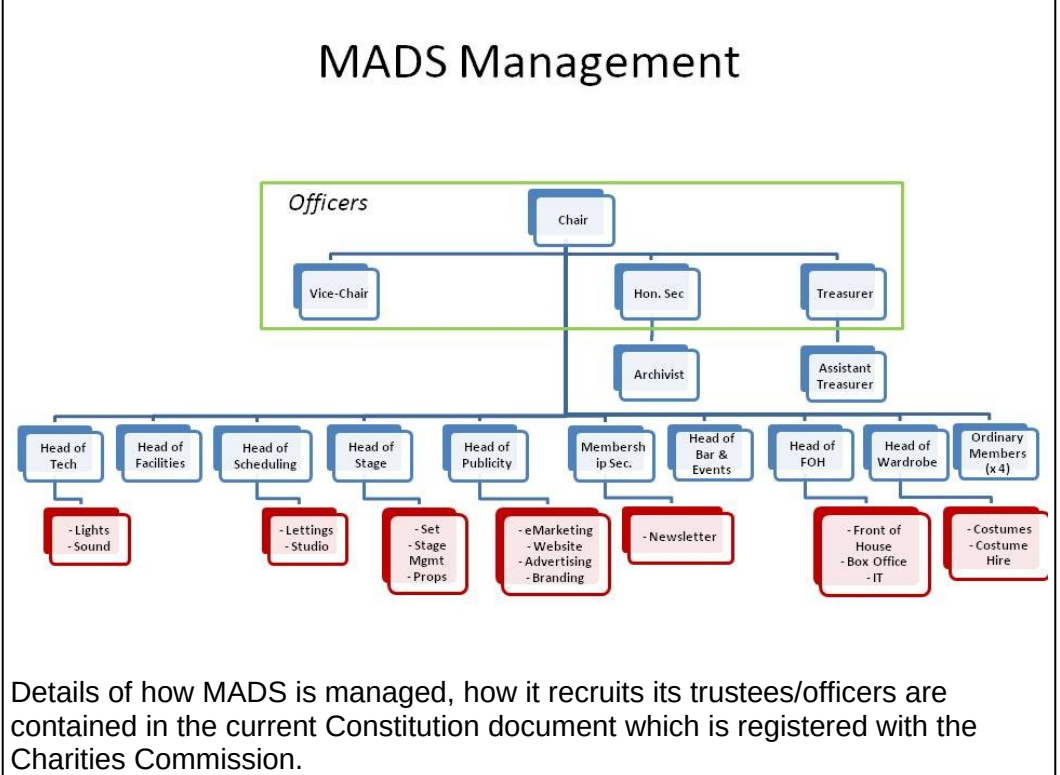 MADS Management
Officers
Chair
Vice-Chair
Hon. Sec
Treasurer
Archivist
Assistant
Treasurer
Head of
Tech
Head of
Facilities
Head of
Scheduling
Head of
Stage
Head of
Publicity
Membersh
ip Sec.
Head of
Bar &
Events
Head of
FOH
Head of
Wardrobe
Ordinary
Members
(x 4)
- Lights
- Sound
- Lettings
- Studio
- Set
- Stage
Mgmt
- Props
- eMarketing
- Website
- Advertising
- Branding
- Newsletter
- Front of
House
- Box Office
- IT
- Costumes
- Costume
Hire
Details of how MADS is managed, how it recruits its trustees/officers are
contained in the current Constitution document which is registered with the
Charities Commission.